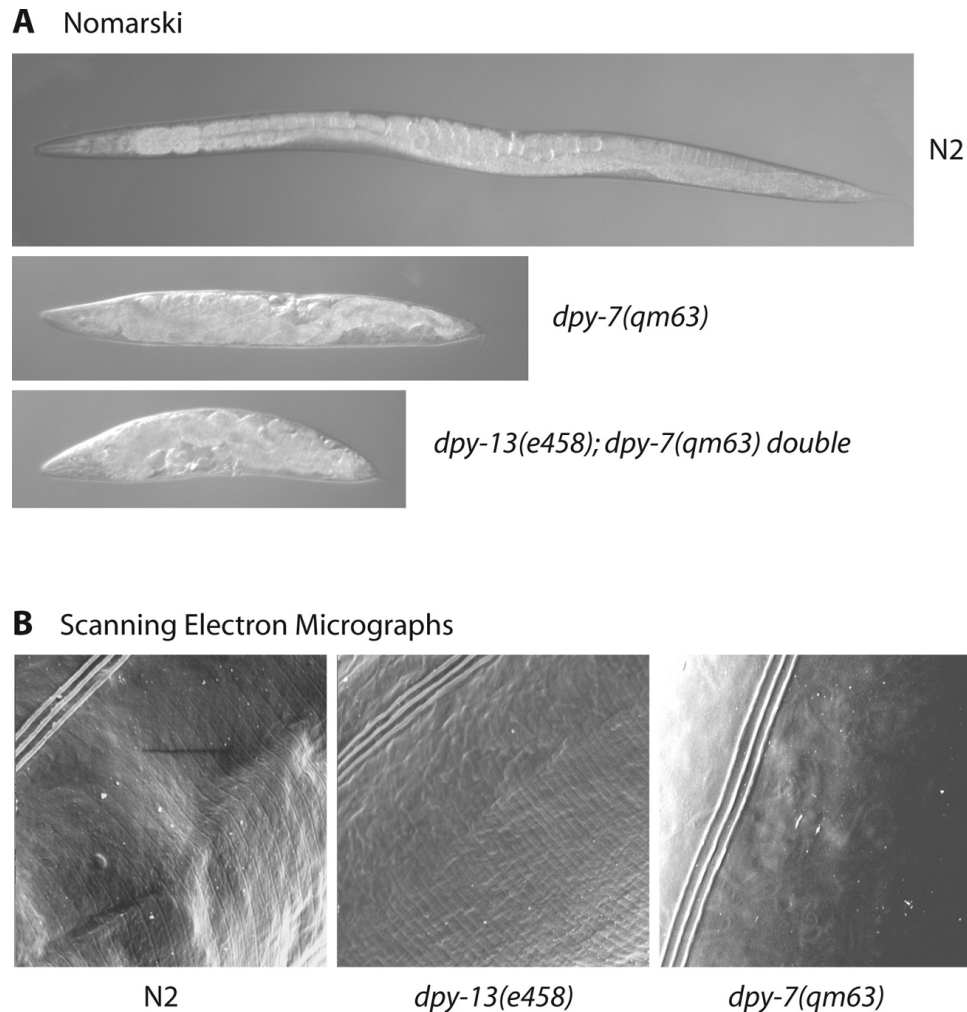 A Nomarski
N2
dpy-7(qm63)
dpy-13(e458); dpy-7(qm63) double
B Scanning Electron Micrographs
N2
dpy-13(e458)
dpy-7(qm63)